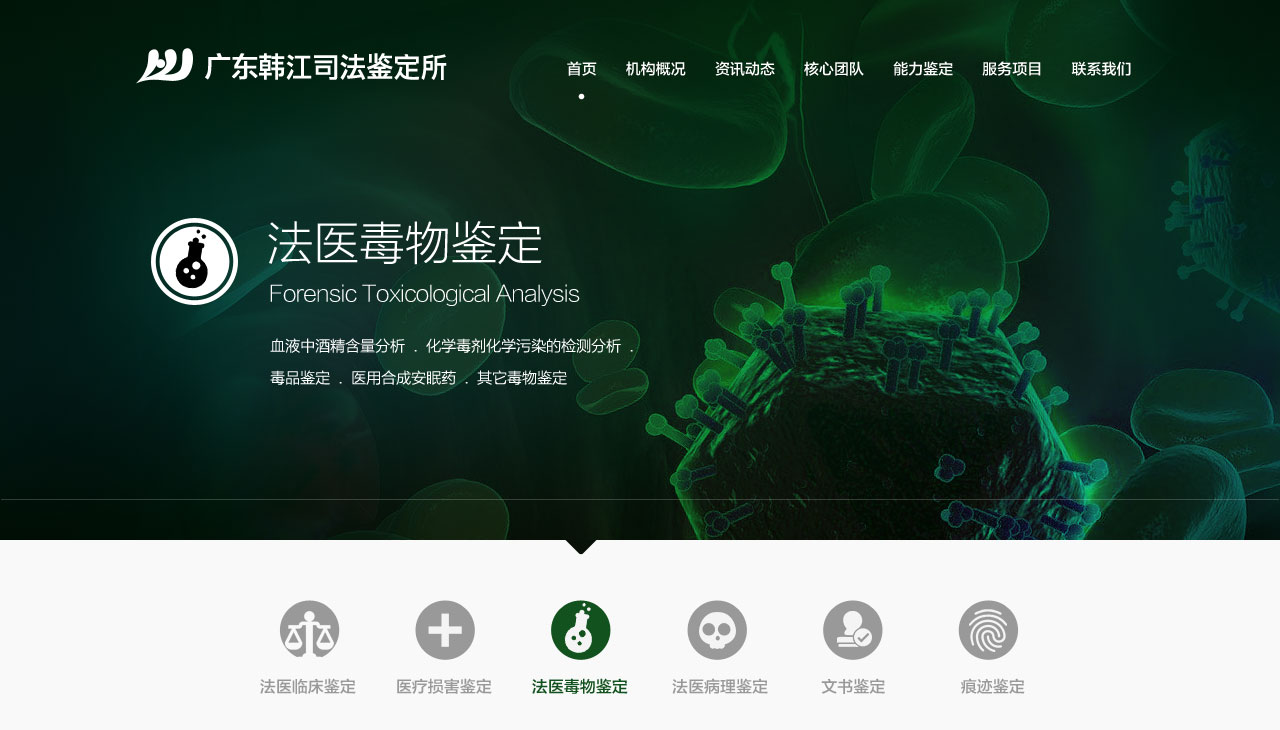 广东韩江司法鉴定所
首页 机构概况 资讯动态 核心团队 能力鉴定 服务项目 联系我们
法医毒物鉴定
Forensic Toxicological Analysis
血液中酒精含量分析 . 化学毒剂化学污染的检测分析 .
毒品鉴定 . 医用合成安眠药 . 其它毒物鉴定
法医临床鉴定 医疗损害鉴定 法医毒物鉴定 法医病理鉴定 文书鉴定 痕迹鉴定